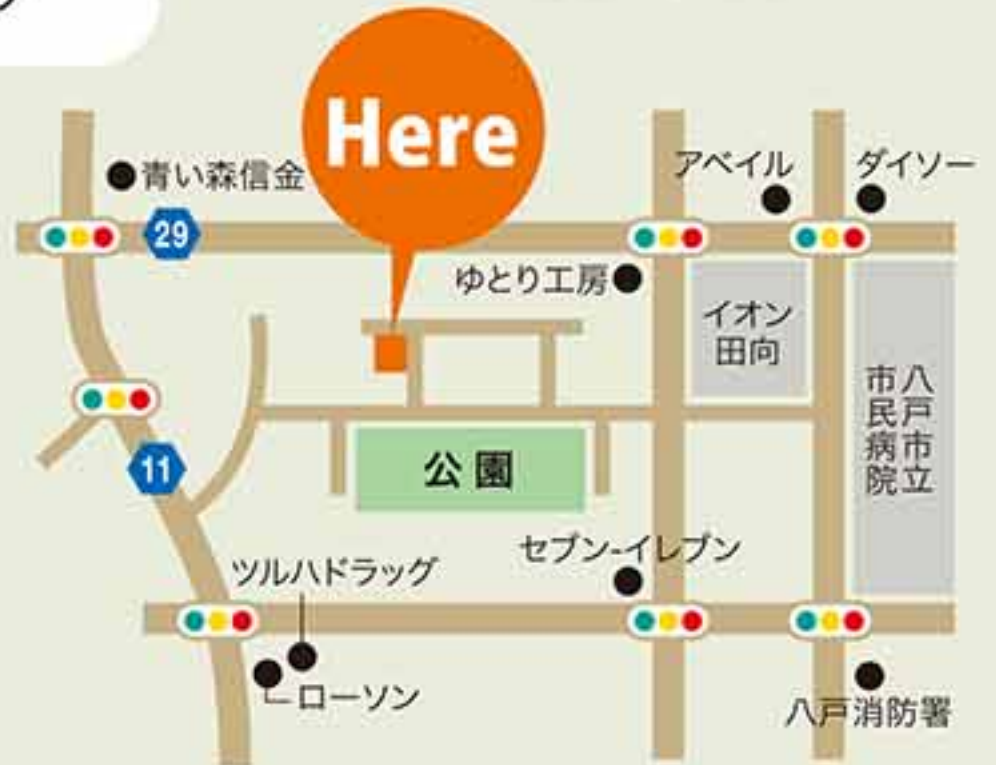 Here
青い森信金
29
アベイル
ダイソー
ゆとり工房
イオン
田向
八戸市立
市民病院
公園
11
セブン-イレブン
ツルハドラッグ
ローソン
八戸消防署